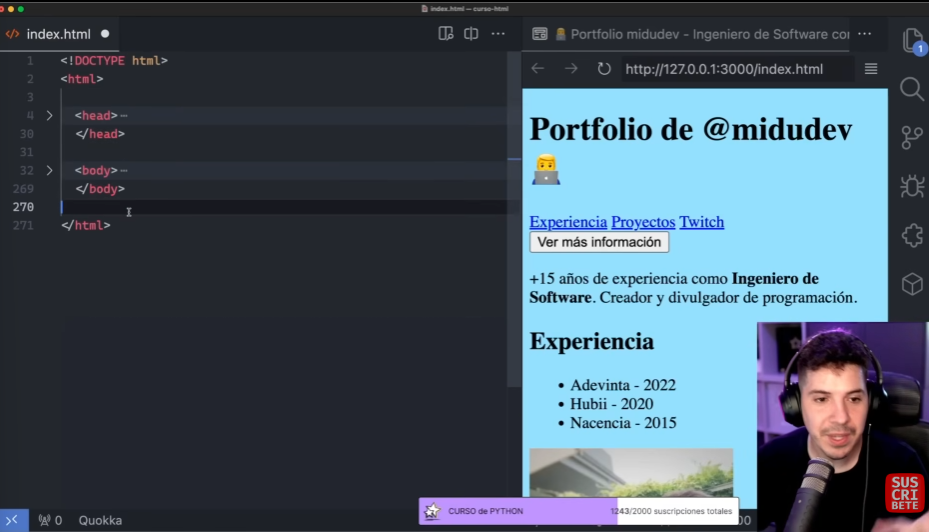 index.html — curso-html
index.html
Portfolio midudev - Ingeniero de Software co
http://127.0.0.1:3000/index.html
1
1 <!DOCTYPE html>
2 <html>
3
4 <head>
30 </head>
31
32 <body>
269 </body>
270
271 </html>
Portfolio de @midudev
Experiencia Proyectos Twitch
Ver más información
+15 años de experiencia como Ingeniero de
Software. Creador y divulgador de programación.
Experiencia
• Adevinta - 2022
• Hubii - 2020
• Nacencia - 2015
SUS
CRI
BETE
CURSO de PYTHON
1243/2000 suscripciones totales
0 Quokka
00